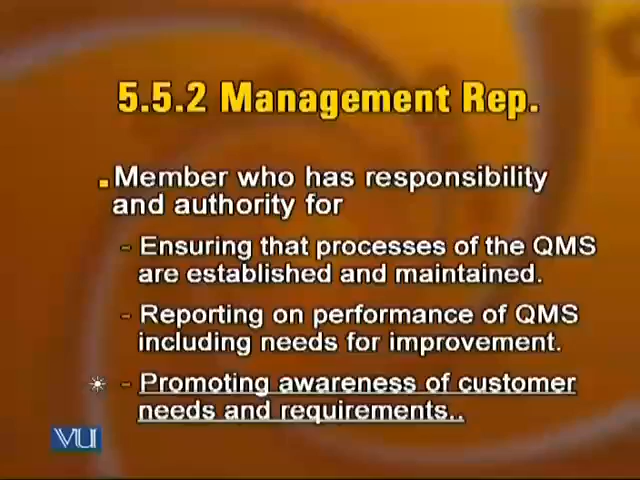 5.5.2 Management Rep.
Member who has responsibility
and authority for
- Ensuring that processes of the QMS
are established and maintained.
- Reporting on performance of QMS
including needs for improvement.
- Promoting awareness of customer
needs and requirements..
VU